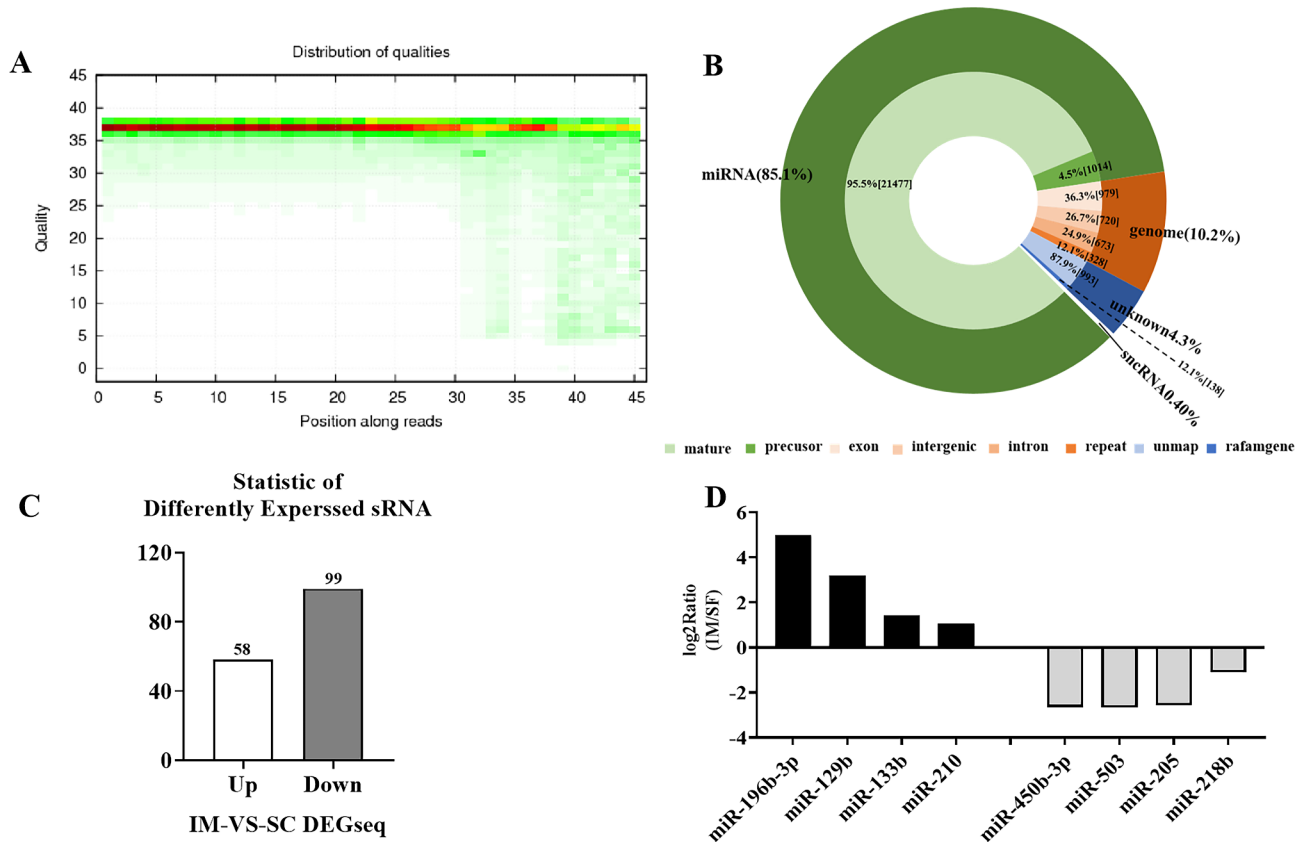 A
Distribution of qualities
45
40
35
30
25
20
15
10
5
0
Quality
0 5 10 15 20 25 30 35 40 45
Position along reads
B
miRNA(85.1%)
95.5%[21477]
4.5%[1014]
36.3%[979]
26.7%[720]
genome(10.2%)
24.9%[673]
12.1%[328]
87.9%[993]
unknown4.3%
12.1%[138]
sncRNA0.40%
mature precusor exon intergenic intron repeat unmap rafamgene
C
Statistic of
Differently Experssed sRNA
120
80
40
0
58
99
Up Down
IM-VS-SC DEGseq
D
6
4
2
0
-2
-4
log2Ratio
(IM/SF)
miR-196b-3p
miR-129b
miR-133b
miR-210
miR-450b-3p
miR-503
miR-205
miR-218b